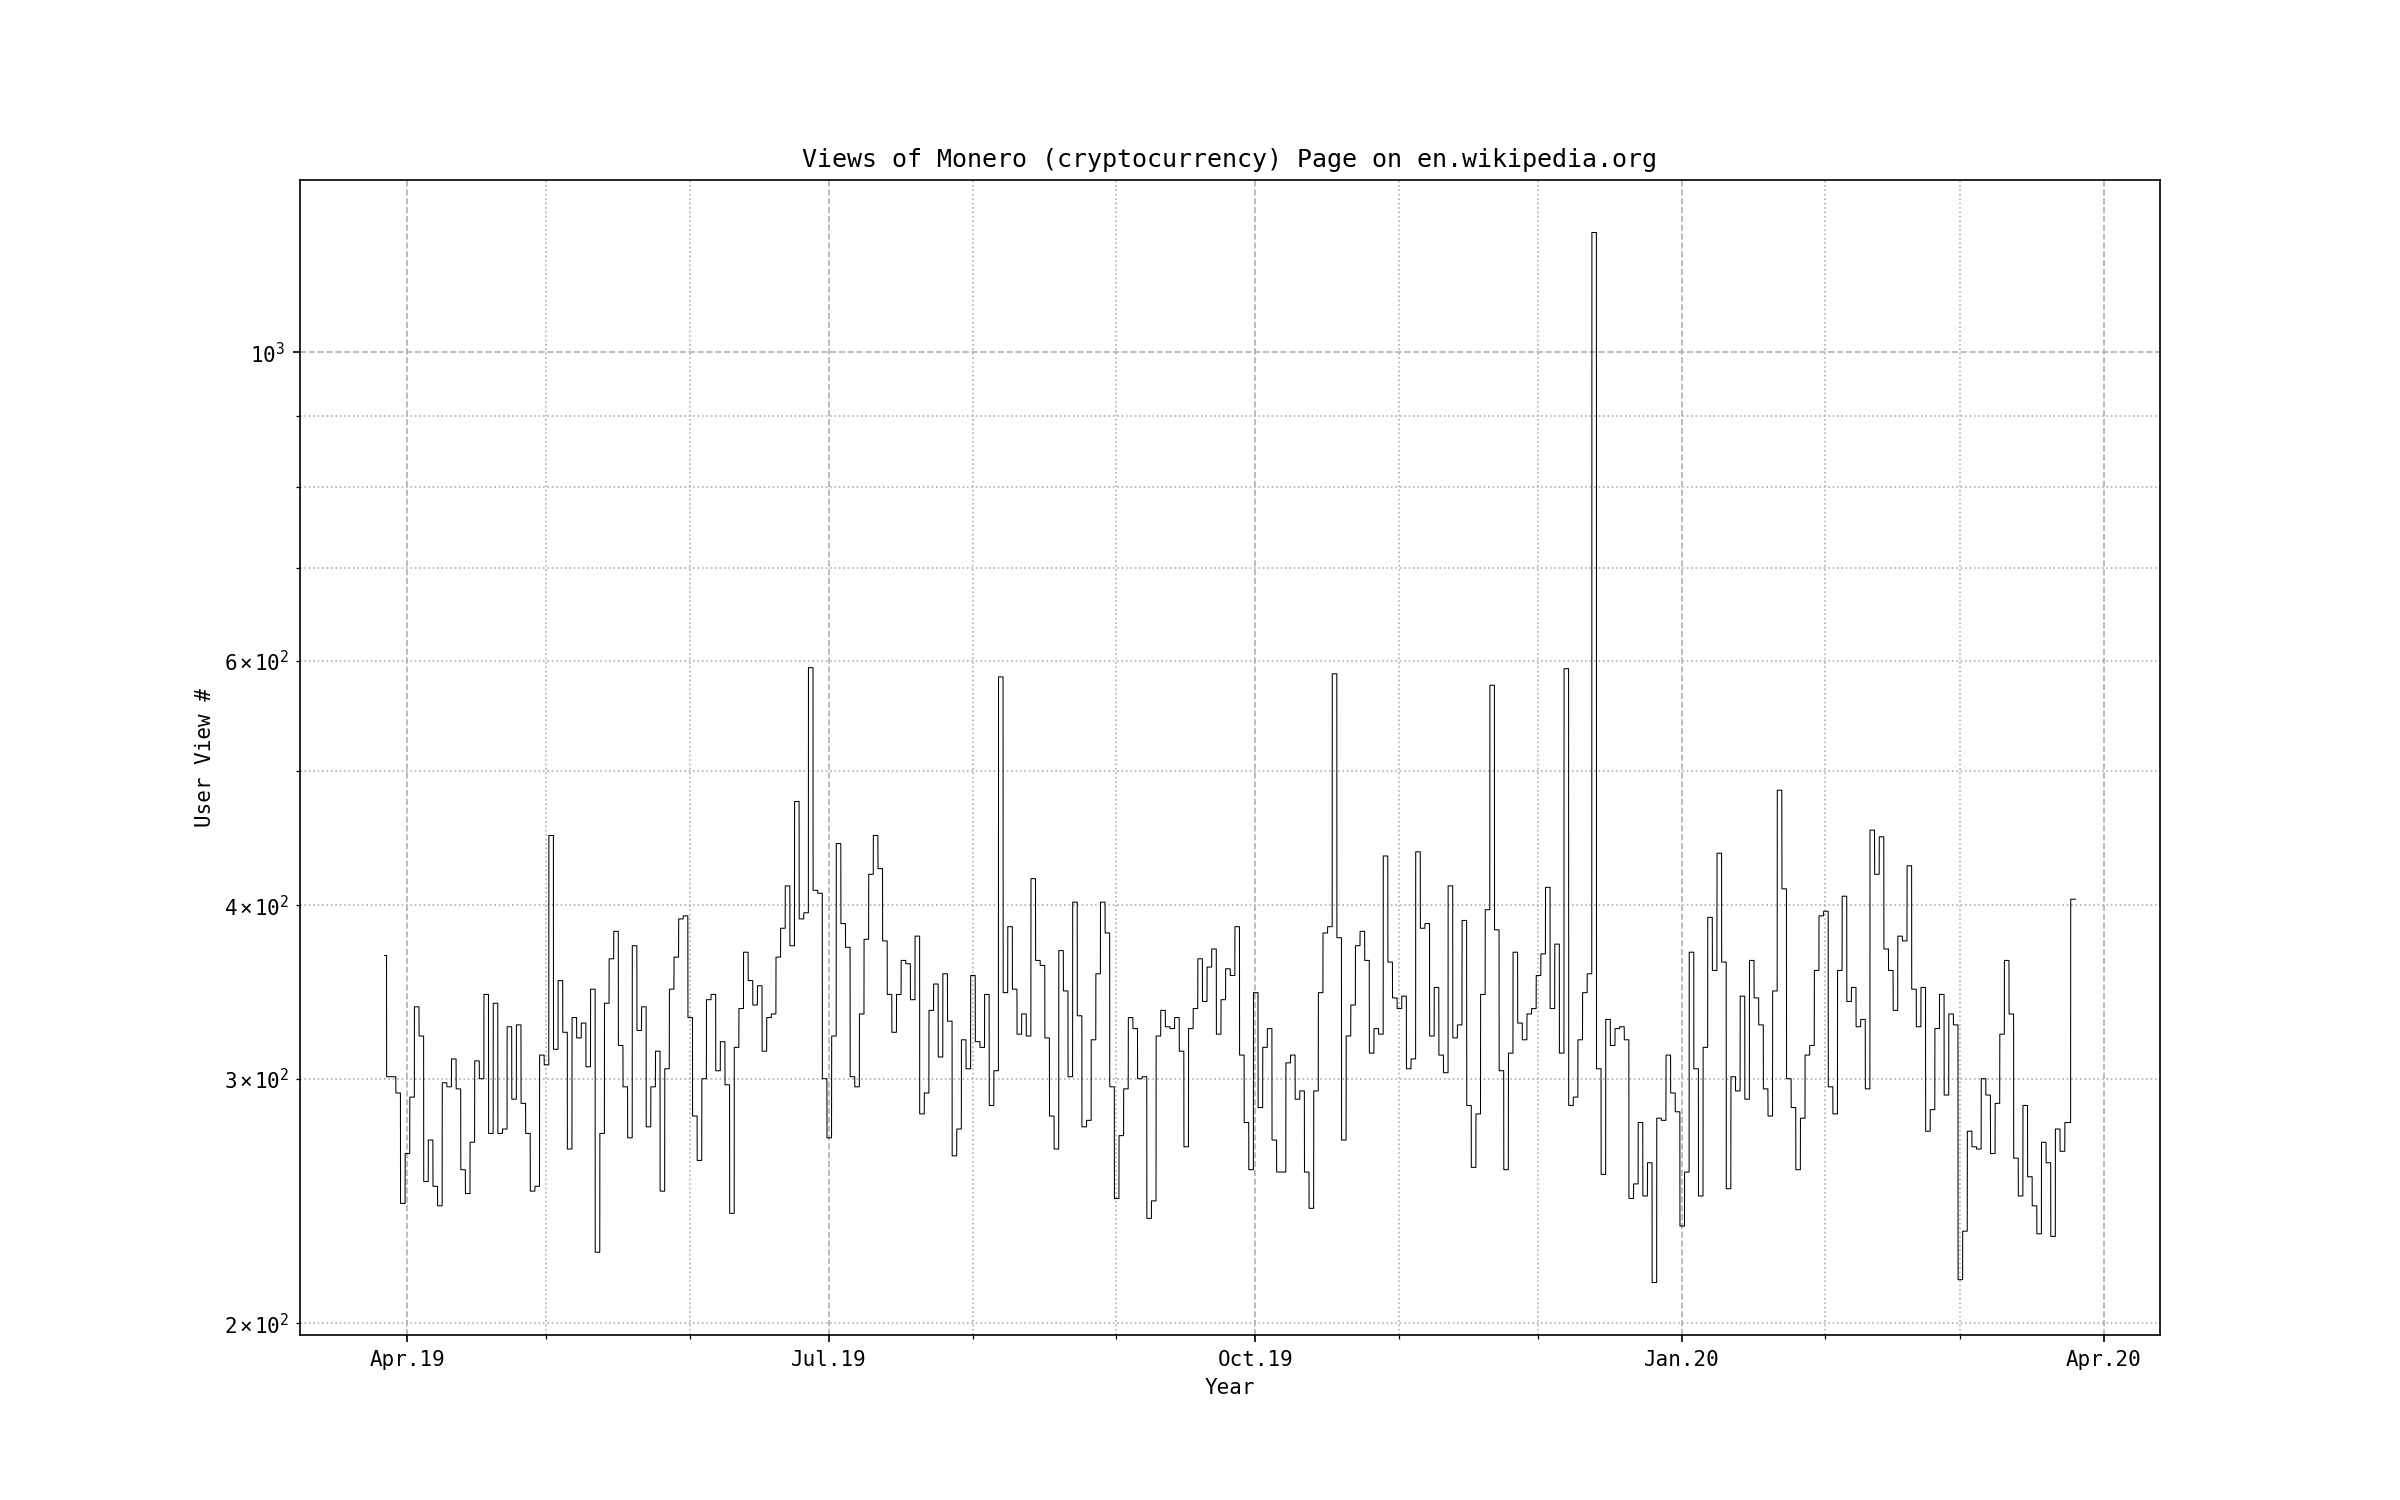 Views of Monero (cryptocurrency) Page on en.wikipedia.org
10³
6×10²
4×10²
3×10²
2×10²
User View #
Apr.19
Jul.19
Oct.19
Jan.20
Apr.20
Year